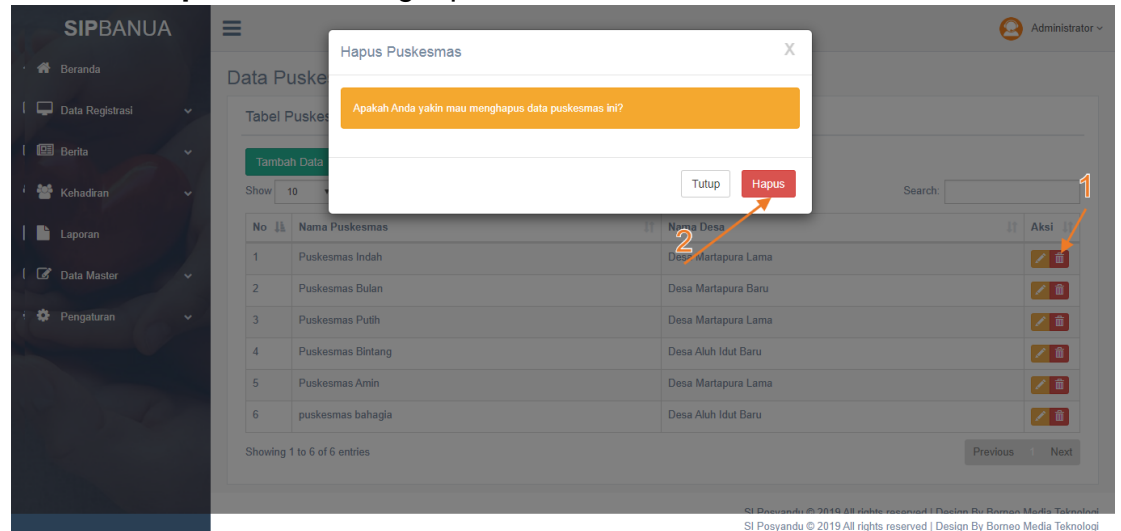 SIPBANUA
Administrator
Hapus Puskesmas
X
Beranda
Data Puske
Data Registrasi
Apakah Anda yakin mau menghapus data puskesmas ini?
Tabel Puskes
Berita
Tambah Data
Kehadiran
Show 10
Tutup
Hapus
Search:
1
Laporan
No
Nama Puskesmas
Nama Desa
Aksi
2
1 Puskesmas Indah Desa Martapura Lama
Data Master
2 Puskesmas Bulan Desa Martapura Baru
Pengaturan
3 Puskesmas Putih Desa Martapura Lama
4 Puskesmas Bintang Desa Aluh Idut Baru
5 Puskesmas Amin Desa Martapura Lama
6 puskesmas bahagia Desa Aluh Idut Baru
Showing 1 to 6 of 6 entries
Previous 1 Next
SI Posyandu © 2019 All rights reserved | Design By Borneo Media Teknologi
SI Posyandu © 2019 All rights reserved | Design By Borneo Media Teknologi